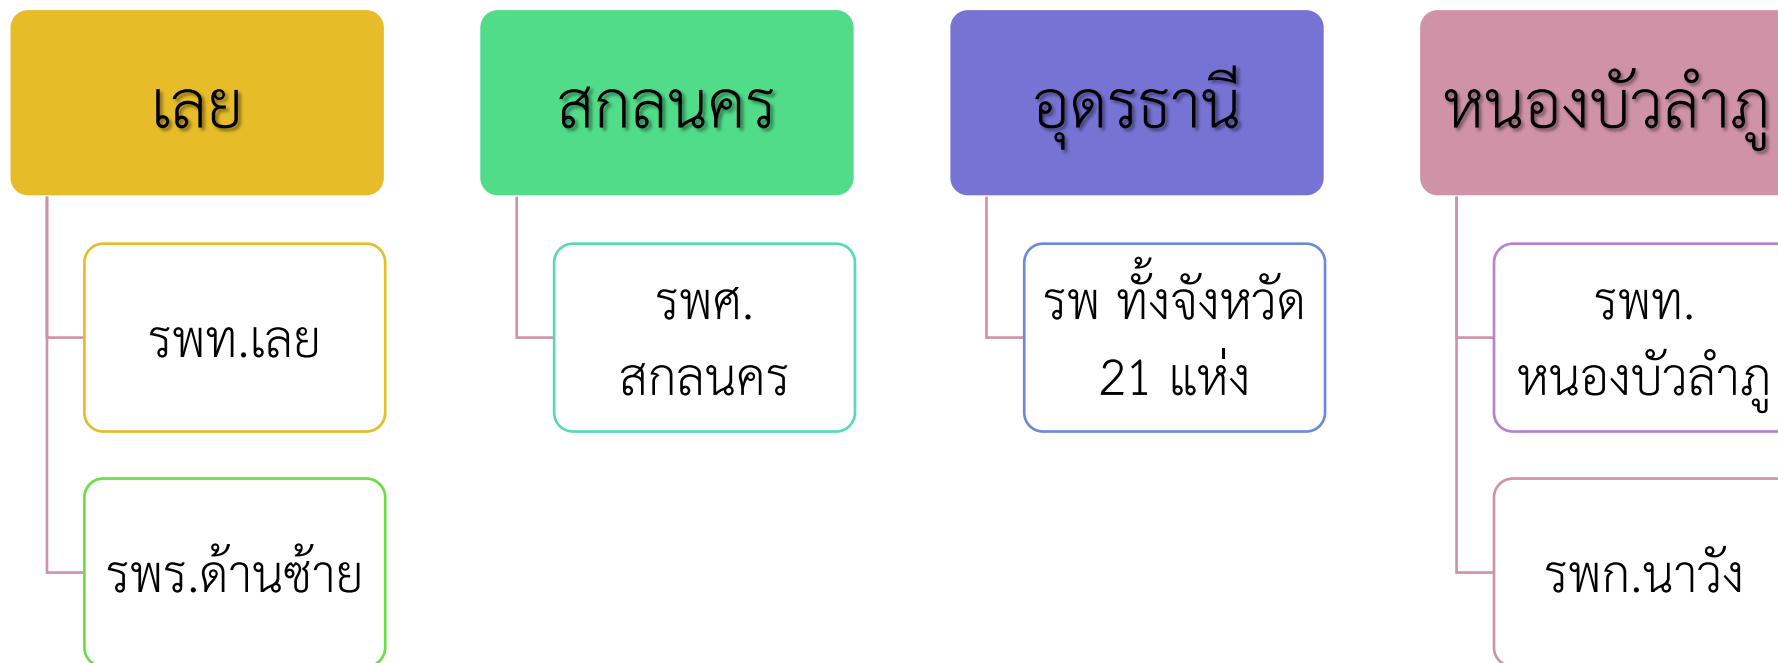 เลย
รพท.เลย
รพร.ด้านซ้าย
สกลนคร
รพศ.
สกลนคร
อุดรธานี
รพ ทั้งจังหวัด
21 แห่ง
หนองบัวลำภู
รพท.
หนองบัวลำภู
รพก.นาวัง